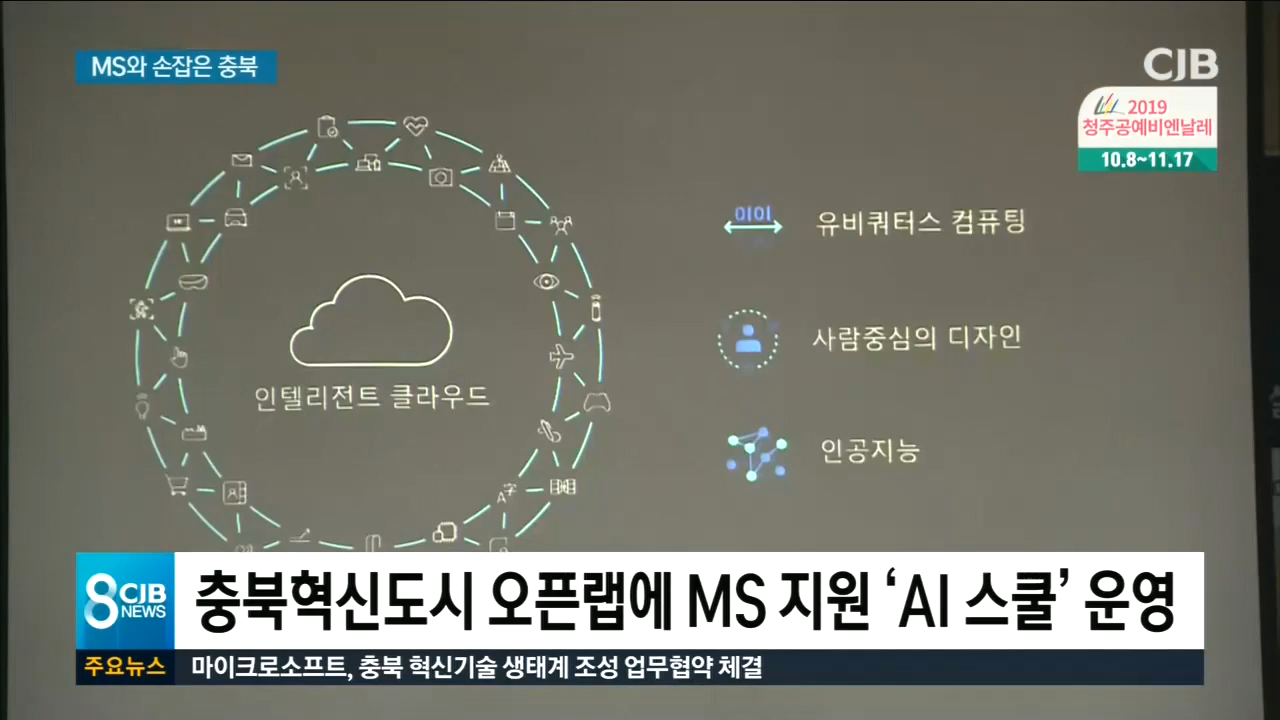 MS와 손잡은 충북
CJB
2019
청주공예비엔날레
10.8~11.17
유비쿼터스 컴퓨팅
사람중심의 디자인
인텔리전트 클라우드
인공지능
8 CJB NEWS
충북혁신도시 오픈랩에 MS 지원 ‘AI 스쿨’ 운영
주요뉴스
마이크로소프트, 충북 혁신기술 생태계 조성 업무협약 체결